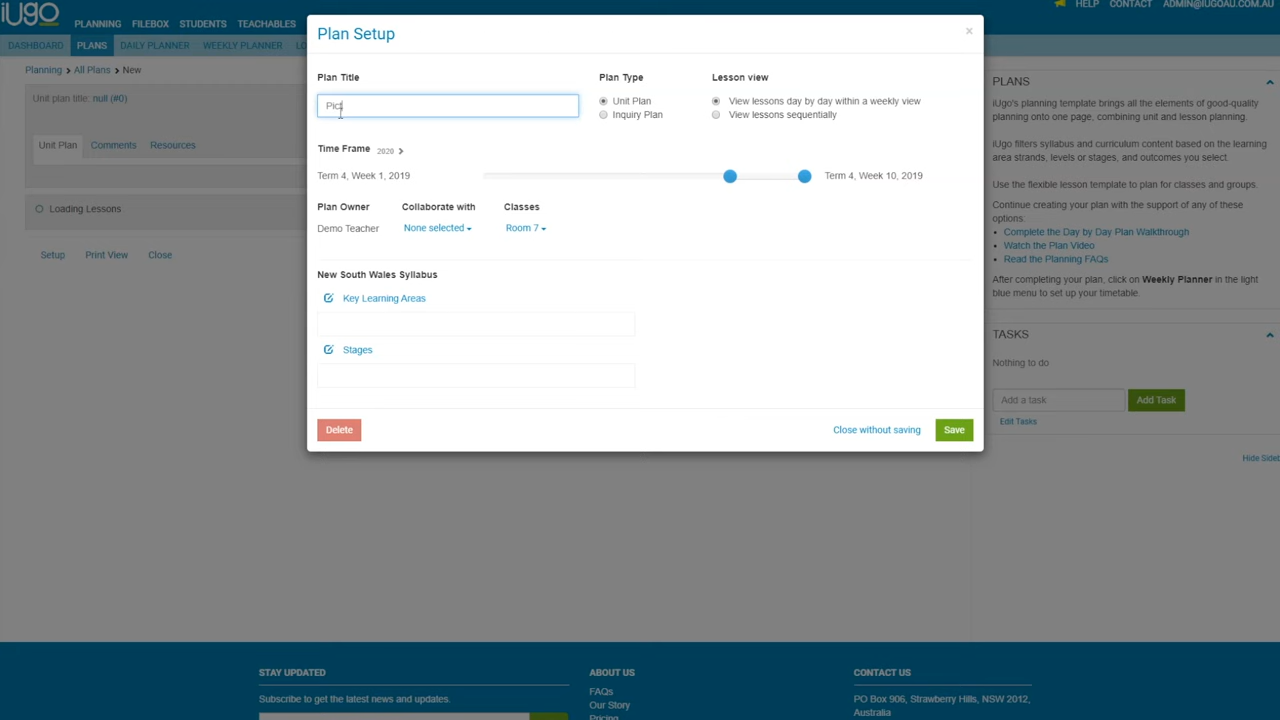 iUgo
PLANNING FILEBOX STUDENTS TEACHABLES
HELP CONTACT ADMIN@IUGOAU.COM.AU
DASHBOARD PLANS DAILY PLANNER WEEKLY PLANNER LO
Planning > All Plans > New
Unit plan title: null (#0)
Unit Plan Comments Resources
Loading Lessons
Setup Print View Close
Plan Setup
×
Plan Title
Pict
Plan Type
Unit Plan
Inquiry Plan
Lesson view
View lessons day by day within a weekly view
View lessons sequentially
Time Frame 2020 >
Term 4, Week 1, 2019
Term 4, Week 10, 2019
Plan Owner
Demo Teacher
Collaborate with
None selected
Classes
Room 7
New South Wales Syllabus
Key Learning Areas
Stages
Delete
Close without saving
Save
PLANS
iUgo's planning template brings all the elements of good-quality
planning onto one page, combining unit and lesson planning.
iUgo filters syllabus and curriculum content based on the learning
area strands, levels or stages, and outcomes you select.
Use the flexible lesson template to plan for classes and groups.
Continue creating your plan with the support of any of these
options:
• Complete the Day by Day Plan Walkthrough
• Watch the Plan Video
• Read the Planning FAQs
After completing your plan, click on Weekly Planner in the light
blue menu to set up your timetable.
TASKS
Nothing to do
Add a task
Add Task
Edit Tasks
Hide Sideb
STAY UPDATED
Subscribe to get the latest news and updates.
ABOUT US
FAQs
Our Story
Pricing
CONTACT US
PO Box 906, Strawberry Hills, NSW 2012,
Australia